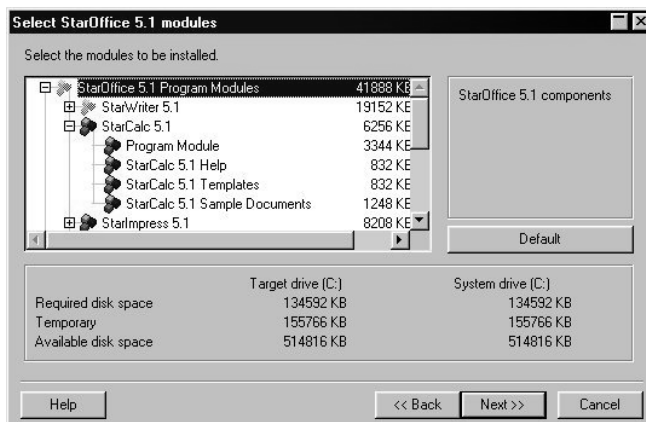 Select StarOffice 5.1 modules
Select the modules to be installed.
StarOffice 5.1 Program Modules 41888 KB
StarWriter 5.1 19152 KB
StarCalc 5.1 6256 KB
Program Module 3344 KB
StarCalc 5.1 Help 832 KB
StarCalc 5.1 Templates 832 KB
StarCalc 5.1 Sample Documents 1248 KB
StarImpress 5.1 8208 KB
StarOffice 5.1 components
Default
Target drive (C:) System drive (C:)
Required disk space 134592 KB 134592 KB
Temporary 155766 KB 155766 KB
Available disk space 514816 KB 514816 KB
Help << Back Next >> Cancel